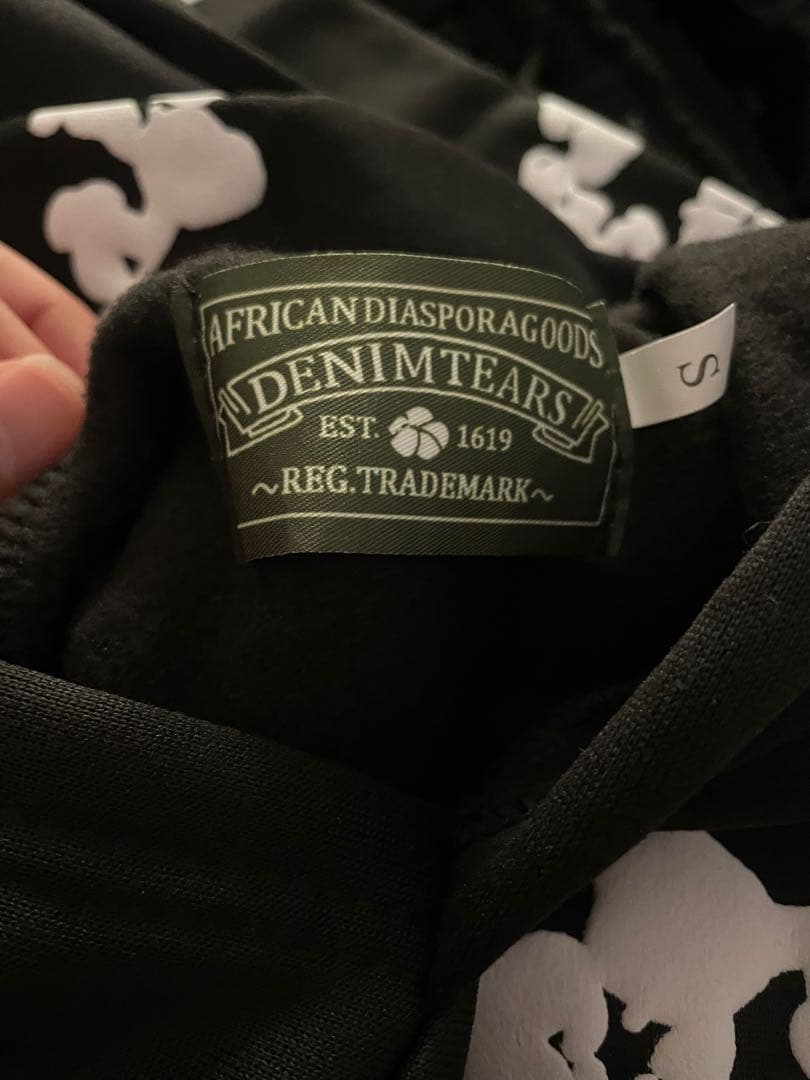 AFRICANDIASPORAGOODS
DENIMTEARS
EST. 1619
~REG.TRADEMARK~
S